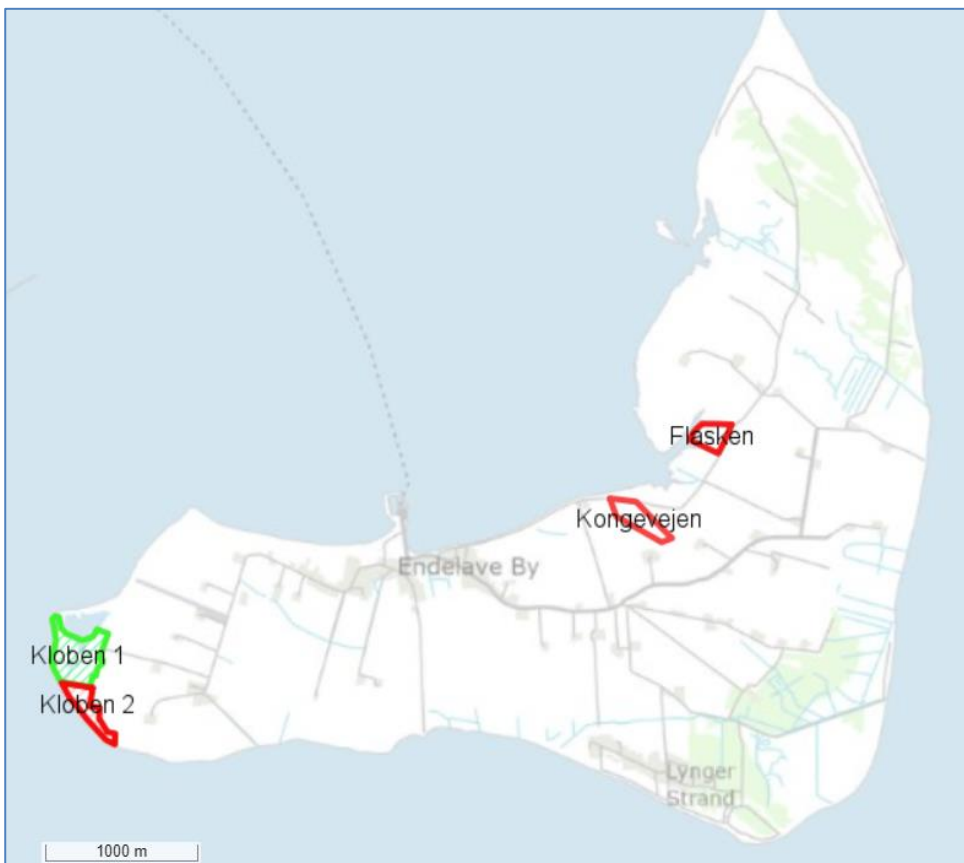 Flasken
Kongevejen
Endelave By
Kloben 1
Kloben 2
Lynger
Strand
1000 m